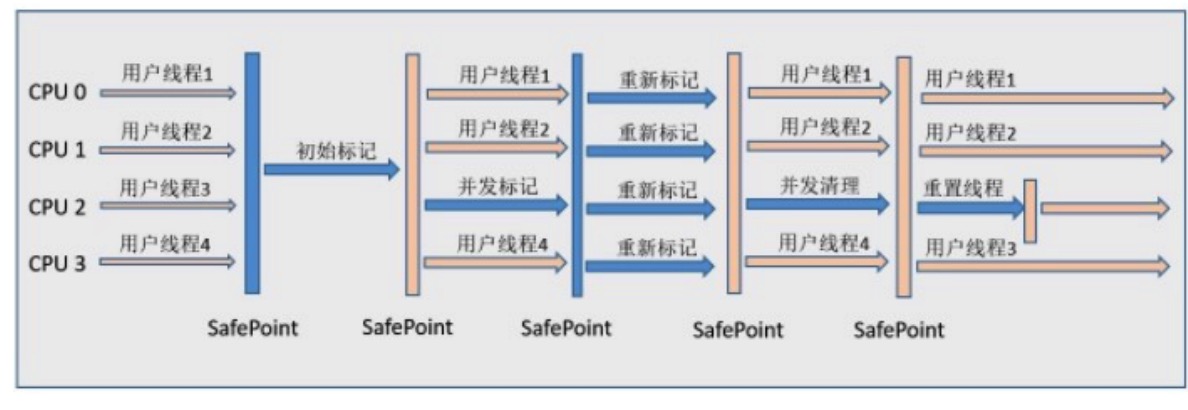 CPU 0 用户线程1 用户线程1 重新标记 用户线程1 用户线程1
CPU 1 用户线程2 初始标记 用户线程2 重新标记 用户线程2 用户线程2
CPU 2 用户线程3 并发标记 重新标记 并发清理 重置线程
CPU 3 用户线程4 用户线程4 重新标记 用户线程4 用户线程3
SafePoint SafePoint SafePoint SafePoint SafePoint